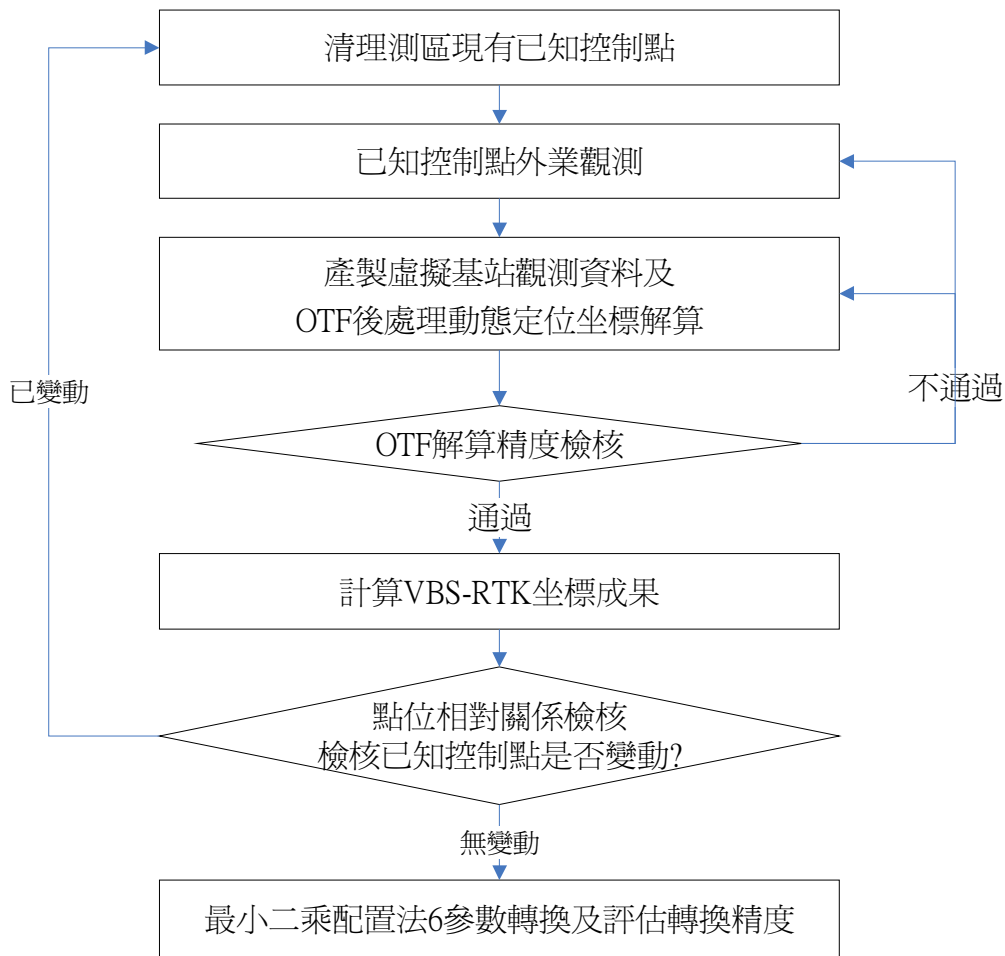 清理測區現有已知控制點
已知控制點外業觀測
產製虛擬基站觀測資料及
OTF後處理動態定位坐標解算
已變動
不通過
OTF解算精度檢核
通過
計算VBS-RTK坐標成果
點位相對關係檢核
檢核已知控制點是否變動?
無變動
最小二乘配置法6參數轉換及評估轉換精度